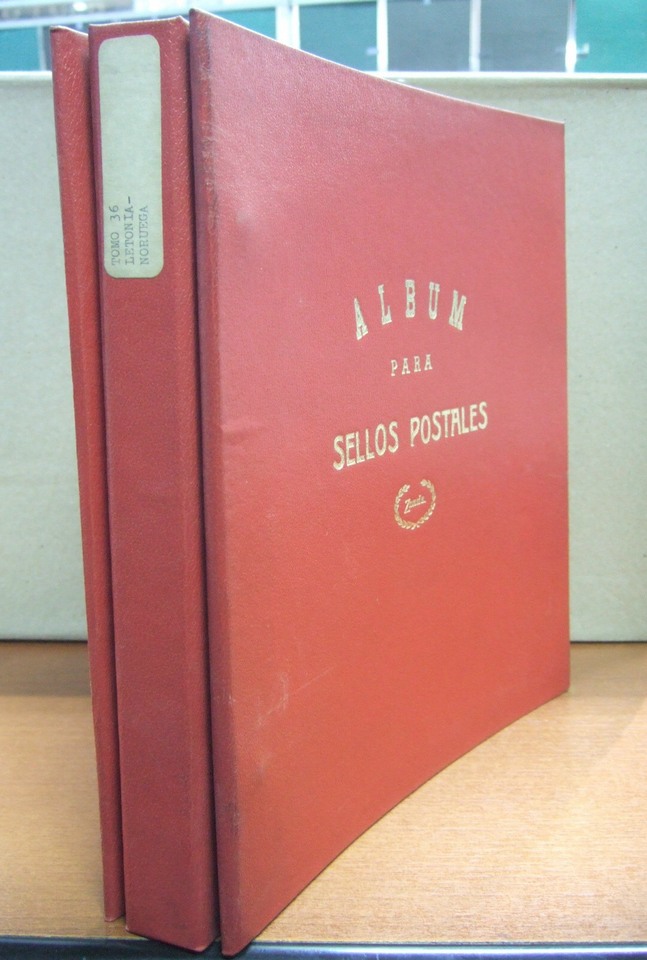 TOMO 36
LETONIA-
NORUEGA
ALBUM
PARA
SELLOS POSTALES